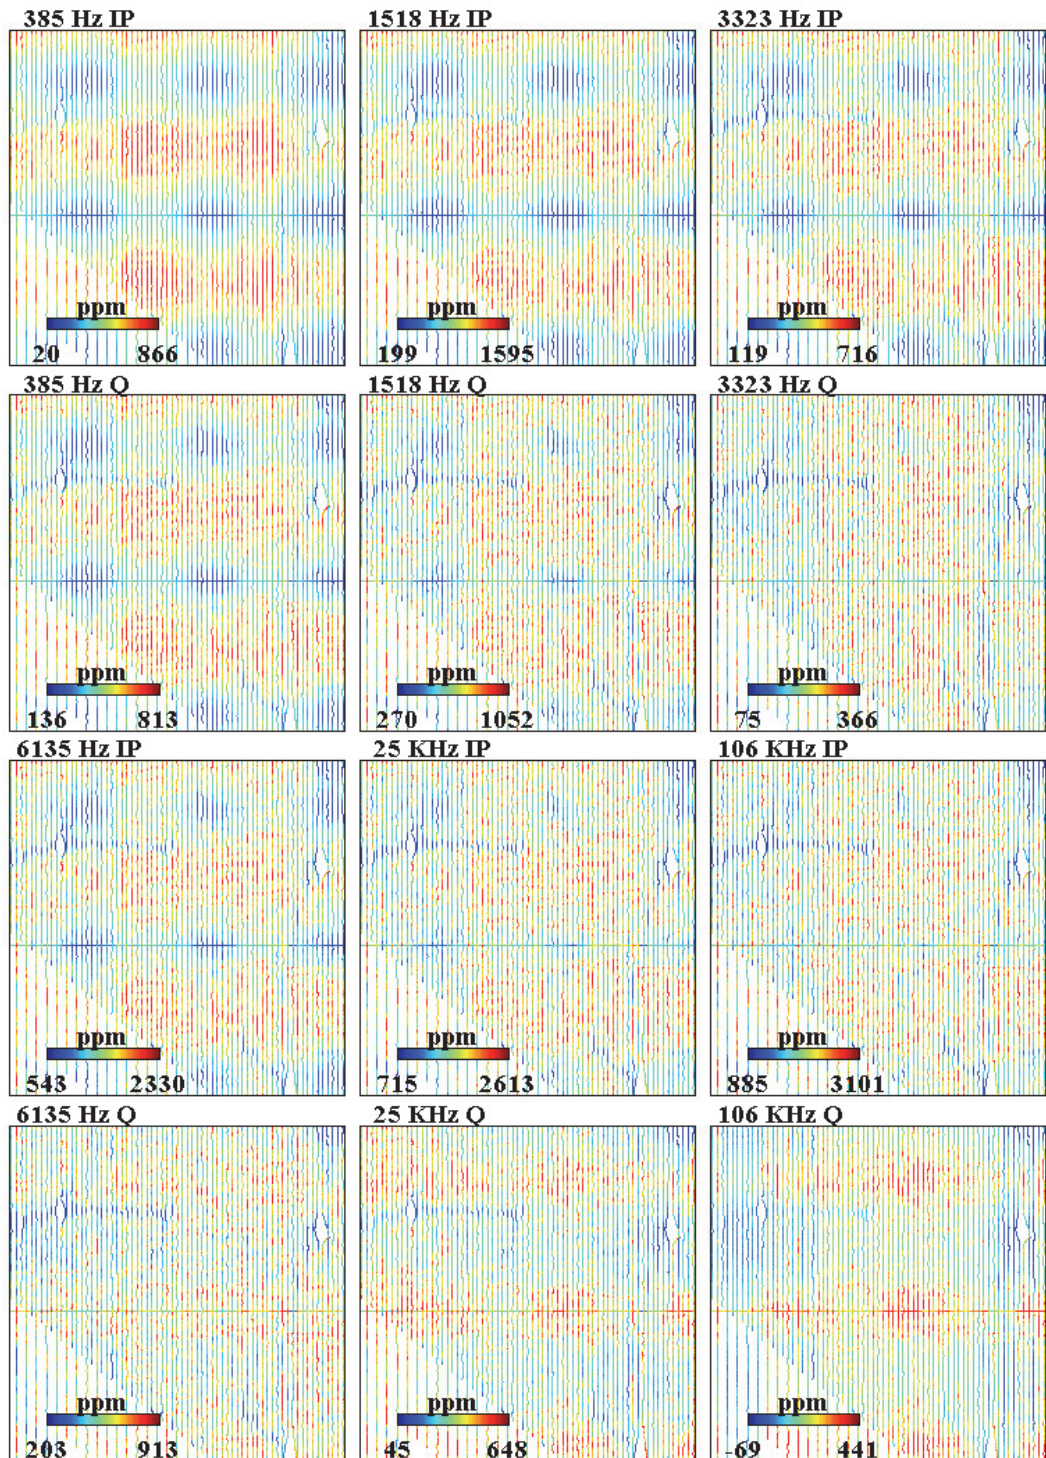 385 Hz IP 1518 Hz IP 3323 Hz IP
ppm ppm ppm
20 866 199 1595 119 716
385 Hz Q 1518 Hz Q 3323 Hz Q
ppm ppm ppm
136 813 270 1052 75 366
6135 Hz IP 25 KHz IP 106 KHz IP
ppm ppm ppm
543 2330 715 2613 885 3101
6135 Hz Q 25 KHz Q 106 KHz Q
ppm ppm ppm
203 913 45 648 -69 441